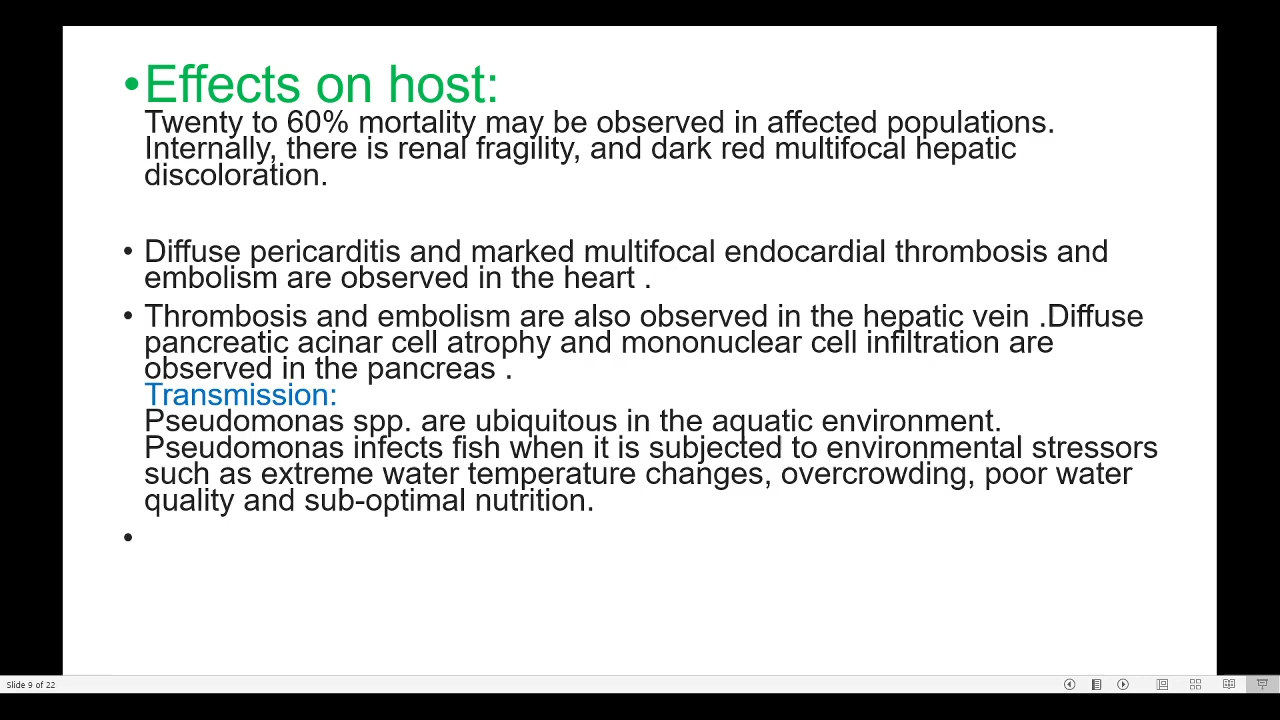 •Effects on host:
Twenty to 60% mortality may be observed in affected populations.
Internally, there is renal fragility, and dark red multifocal hepatic
discoloration.
• Diffuse pericarditis and marked multifocal endocardial thrombosis and
embolism are observed in the heart .
• Thrombosis and embolism are also observed in the hepatic vein .Diffuse
pancreatic acinar cell atrophy and mononuclear cell infiltration are
observed in the pancreas .
Transmission:
Pseudomonas spp. are ubiquitous in the aquatic environment.
Pseudomonas infects fish when it is subjected to environmental stressors
such as extreme water temperature changes, overcrowding, poor water
quality and sub-optimal nutrition.
•
Slide 9 of 22